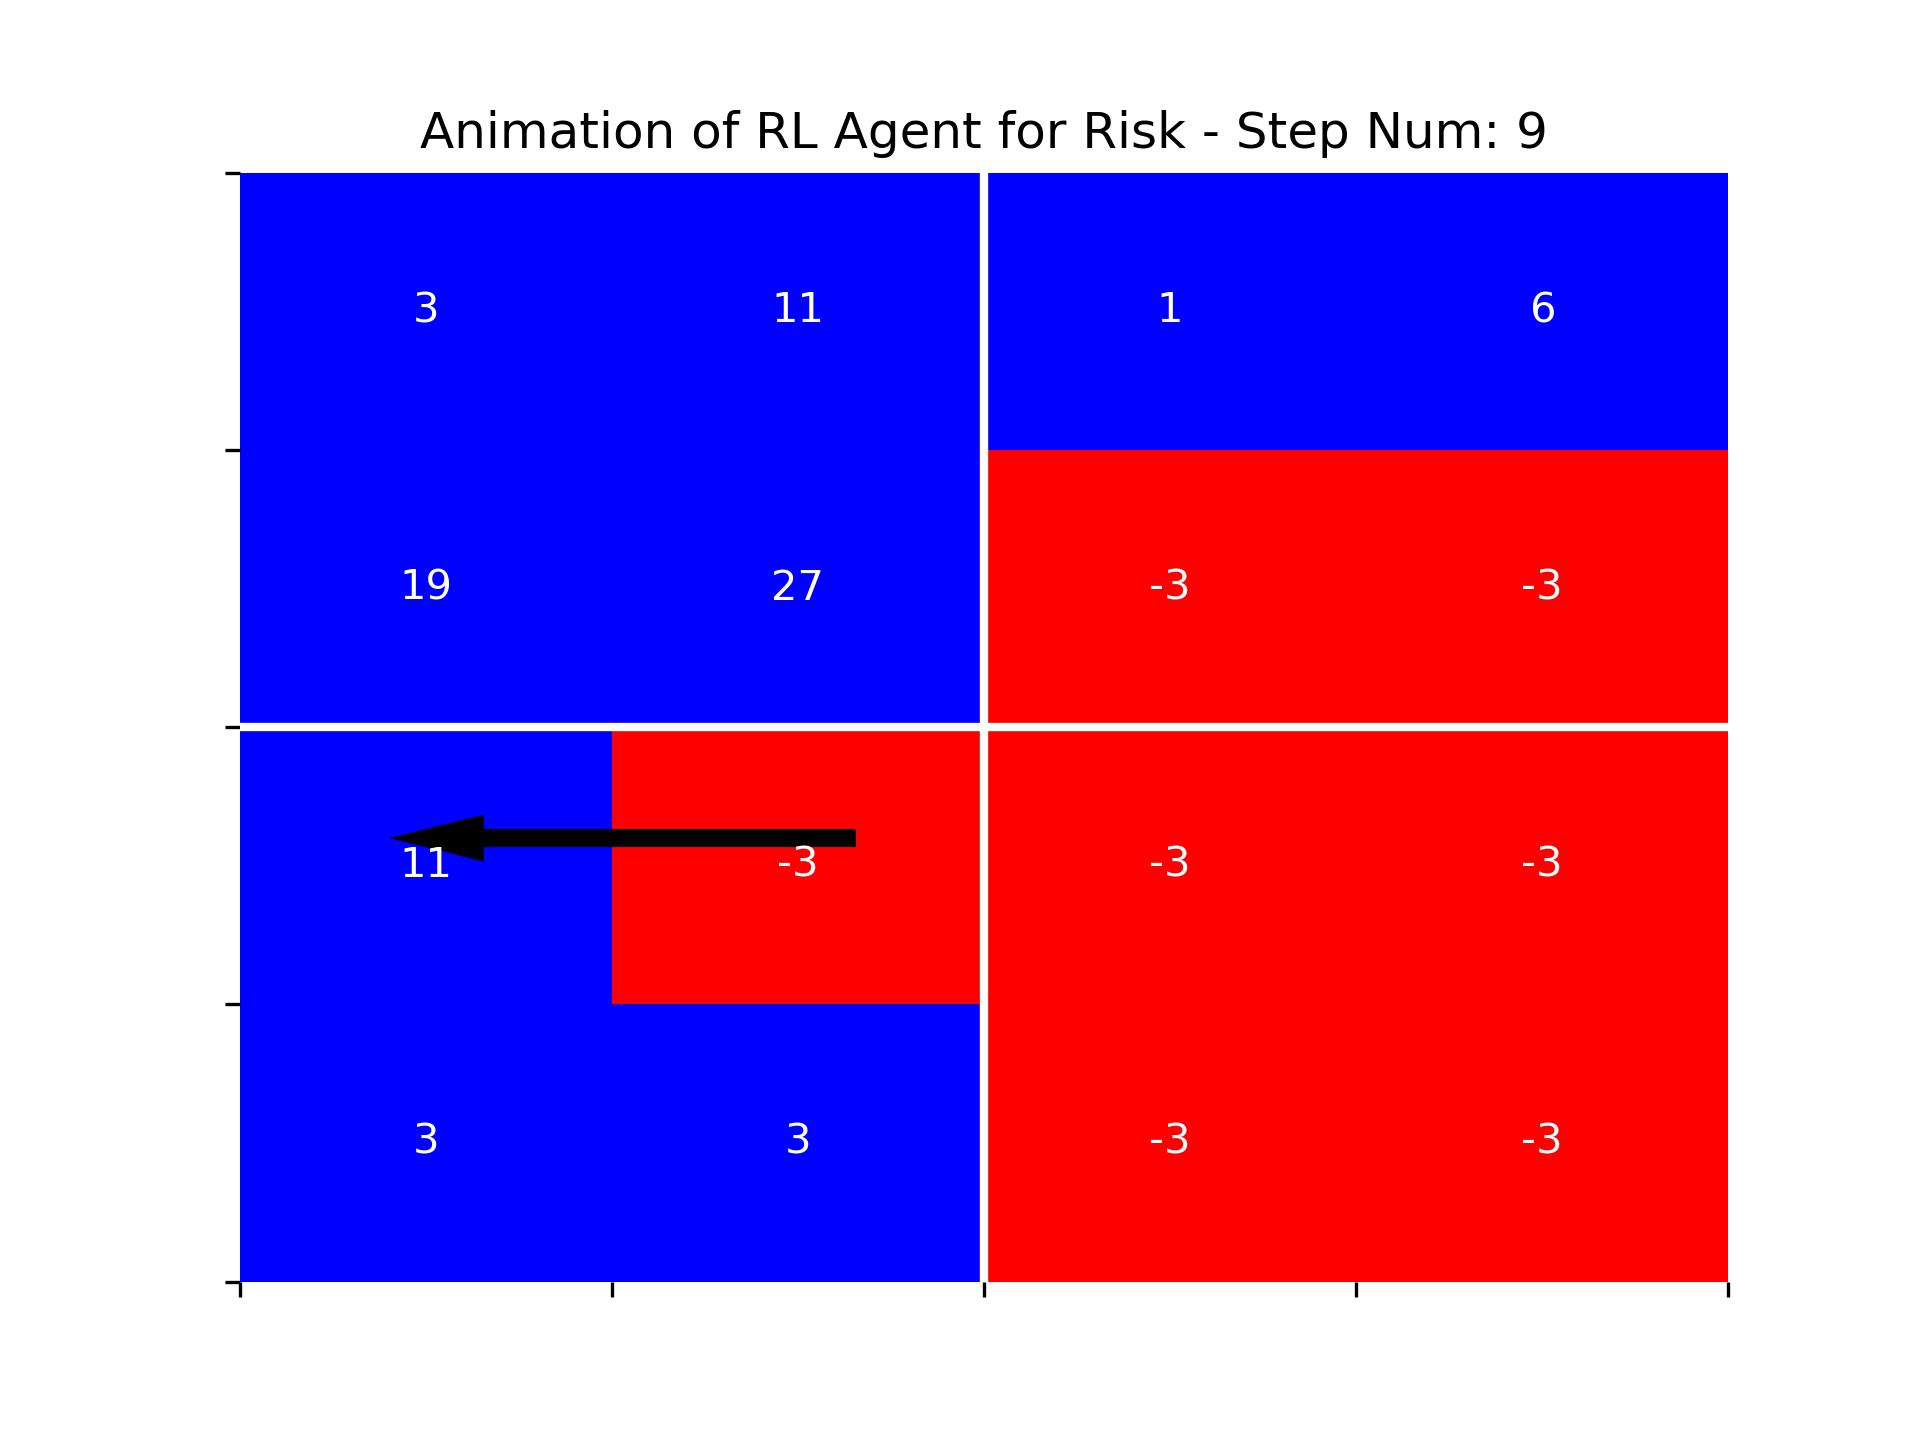 Animation of RL Agent for Risk - Step Num: 9
3 11 1 6
19 27 -3 -3
11 -3 -3 -3
3 3 -3 -3